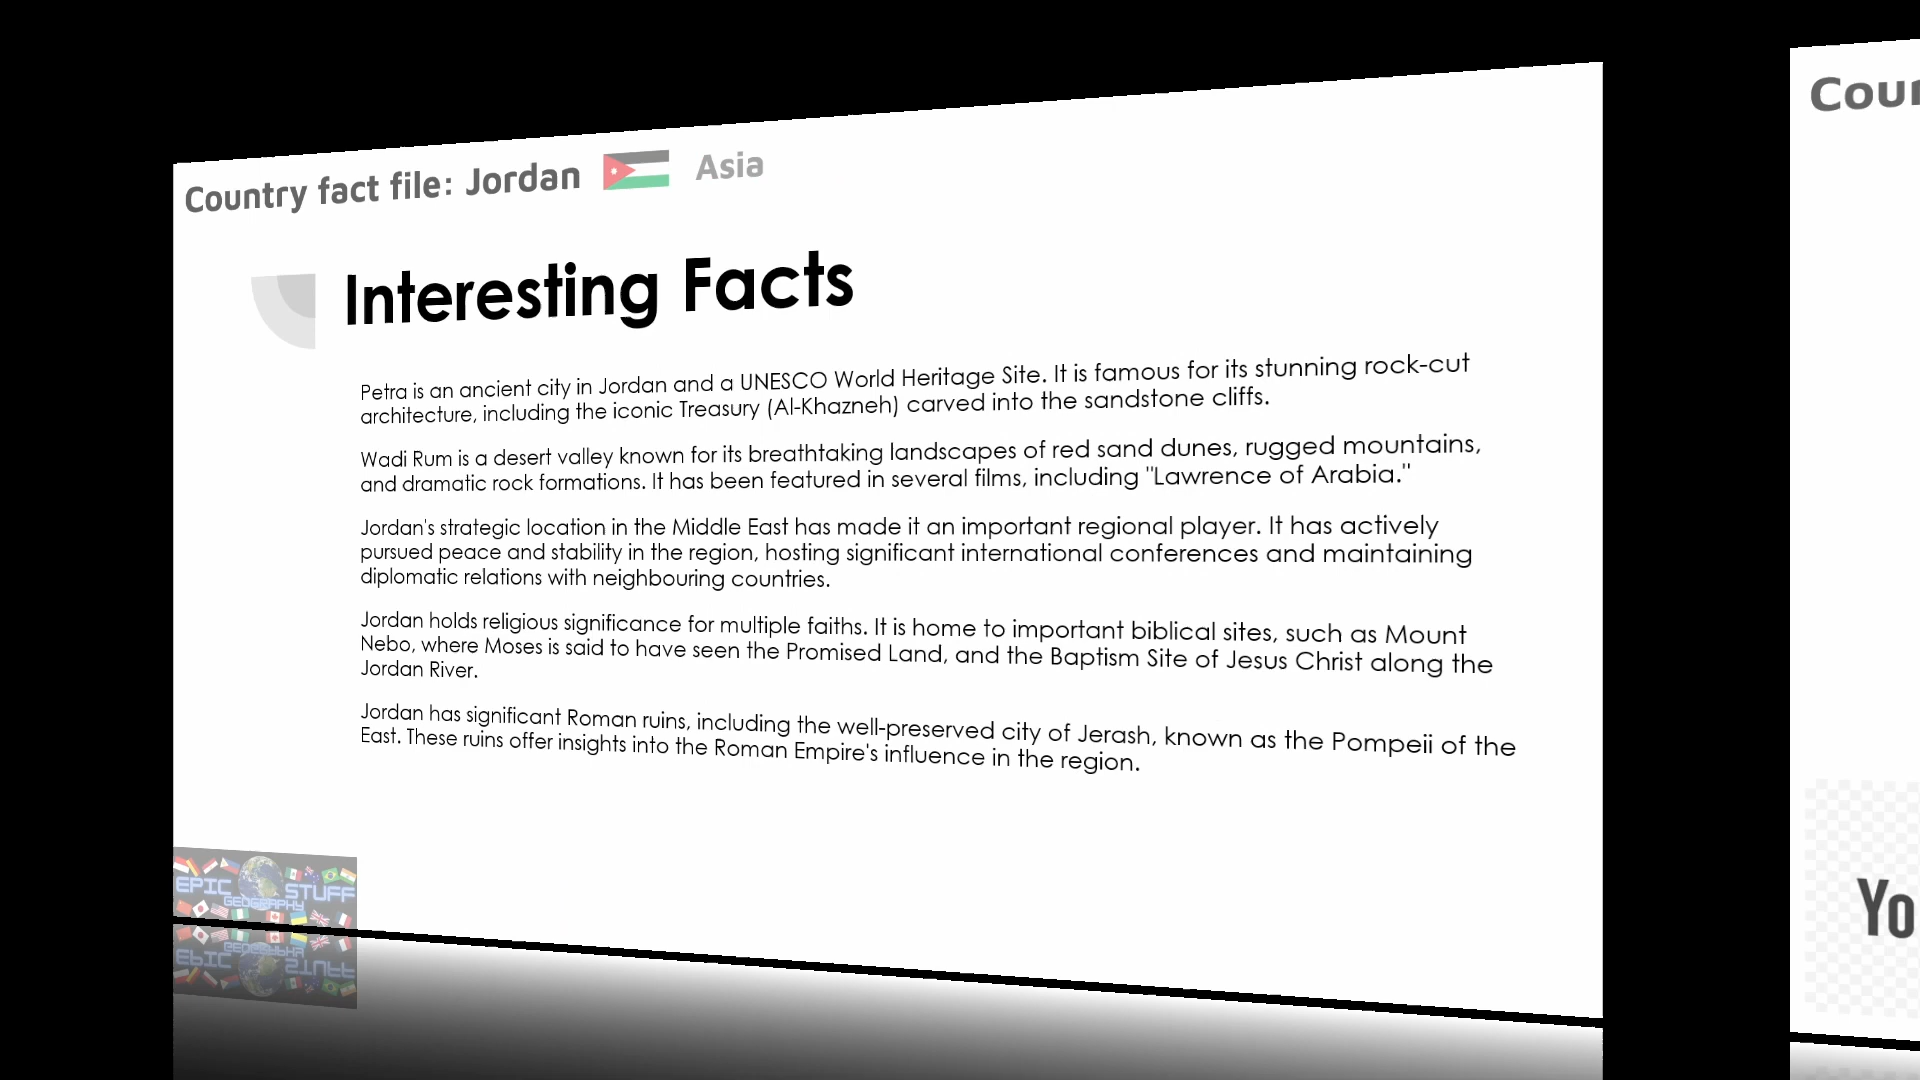 Country fact file: Jordan Asia
Interesting Facts
Petra is an ancient city in Jordan and a UNESCO World Heritage Site. It is famous for its stunning rock-cut
architecture, including the iconic Treasury (Al-Khazneh) carved into the sandstone cliffs.
Wadi Rum is a desert valley known for its breathtaking landscapes of red sand dunes, rugged mountains,
and dramatic rock formations. It has been featured in several films, including "Lawrence of Arabia."
Jordan's strategic location in the Middle East has made it an important regional player. It has actively
pursued peace and stability in the region, hosting significant international conferences and maintaining
diplomatic relations with neighbouring countries.
Jordan holds religious significance for multiple faiths. It is home to important biblical sites, such as Mount
Nebo, where Moses is said to have seen the Promised Land, and the Baptism Site of Jesus Christ along the
Jordan River.
Jordan has significant Roman ruins, including the well-preserved city of Jerash, known as the Pompeii of the
East. These ruins offer insights into the Roman Empire's influence in the region.
EPIC STUFF
GEOGRAPHY